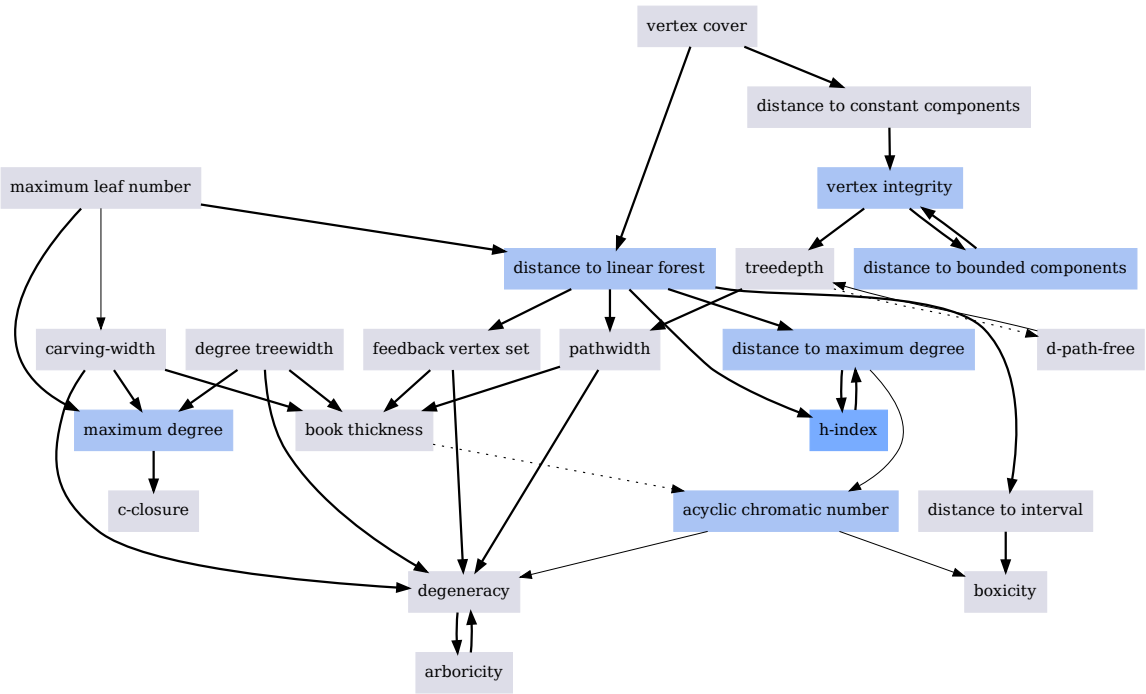 vertex cover
distance to constant components
maximum leaf number
vertex integrity
distance to linear forest
treedepth
distance to bounded components
carving-width
degree treewidth
feedback vertex set
pathwidth
distance to maximum degree
d-path-free
maximum degree
book thickness
h-index
c-closure
acyclic chromatic number
distance to interval
degeneracy
boxicity
arboricity